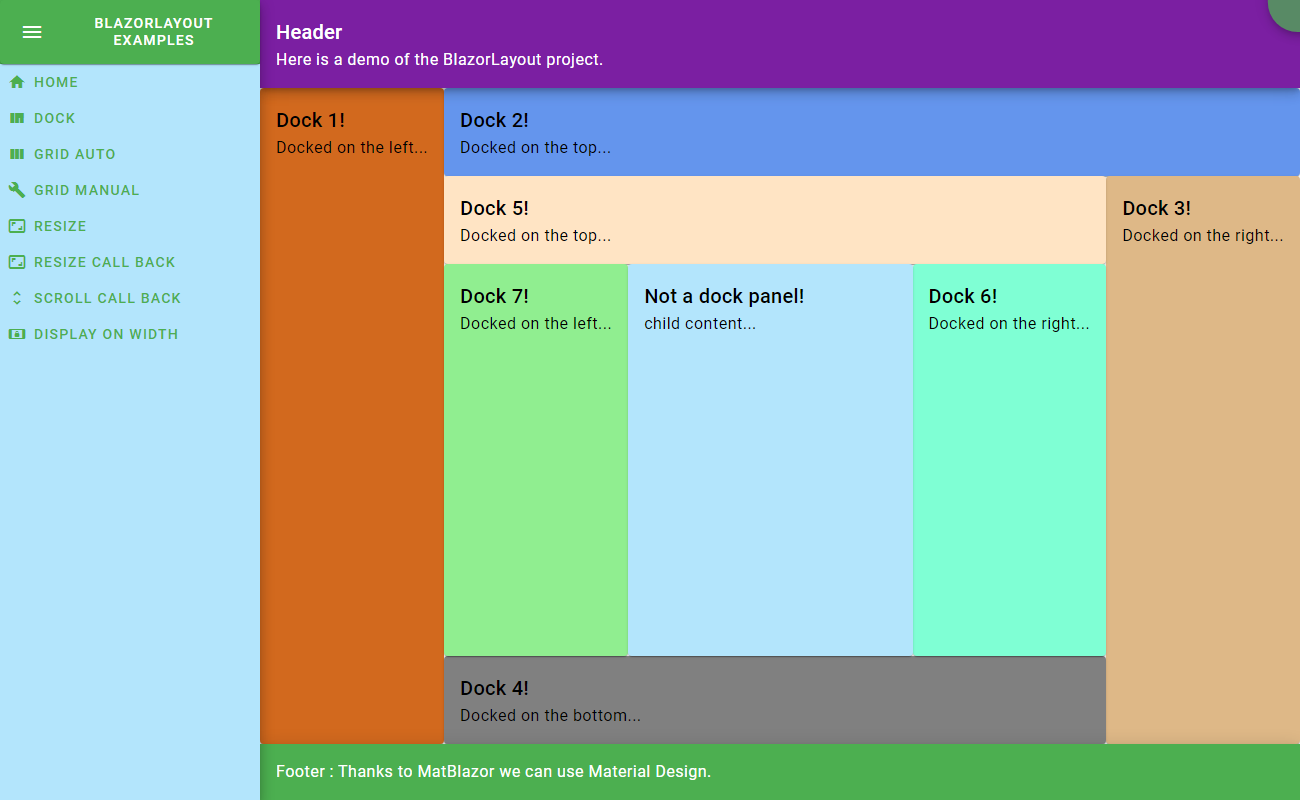 BLAZORLAYOUT
EXAMPLES
HOME
DOCK
GRID AUTO
GRID MANUAL
RESIZE
RESIZE CALL BACK
SCROLL CALL BACK
DISPLAY ON WIDTH
Header
Here is a demo of the BlazorLayout project.
Dock 1!
Docked on the left...
Dock 2!
Docked on the top...
Dock 5!
Docked on the top...
Dock 3!
Docked on the right...
Dock 7!
Docked on the left...
Not a dock panel!
child content...
Dock 6!
Docked on the right...
Dock 4!
Docked on the bottom...
Footer : Thanks to MatBlazor we can use Material Design.